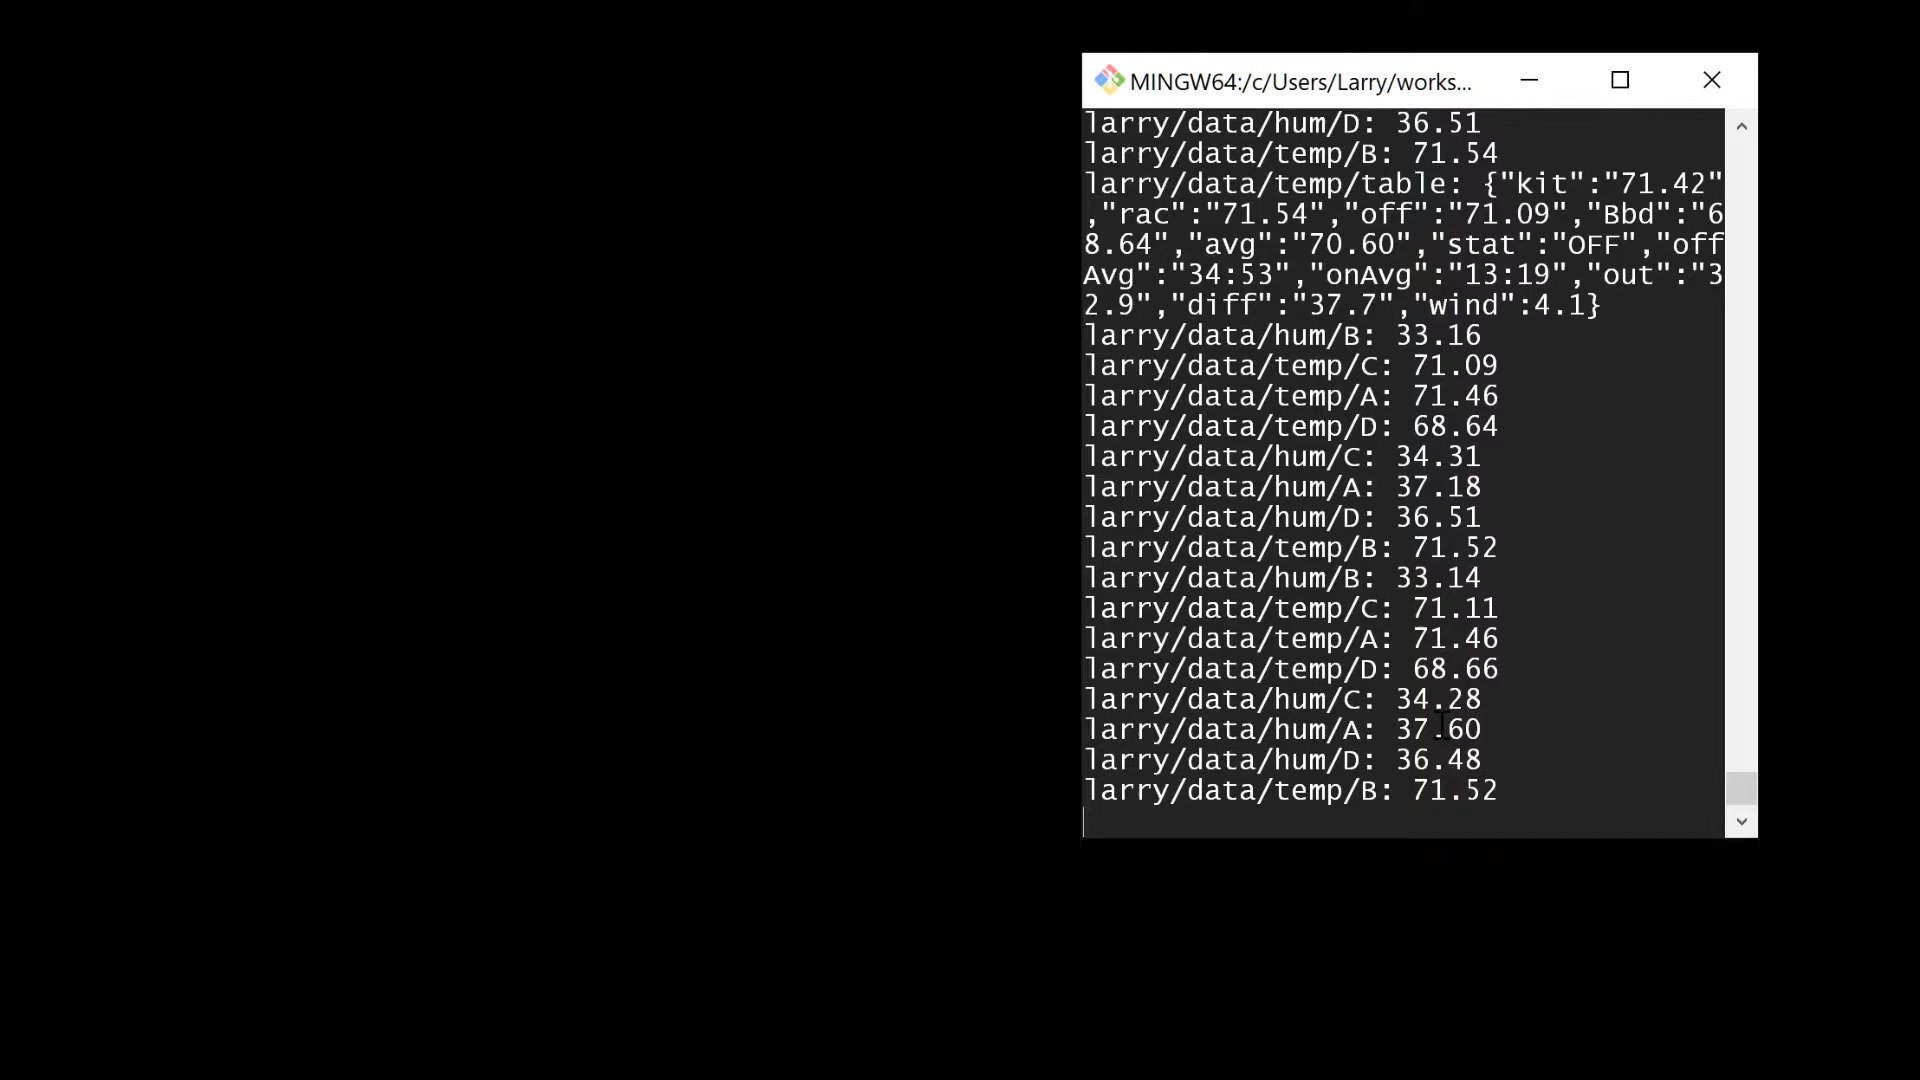 MINGW64:/c/Users/Larry/works...
larry/data/hum/D: 36.51
larry/data/temp/B: 71.54
larry/data/temp/table: {"kit":"71.42"
,"rac":"71.54","off":"71.09","Bbd":"6
8.64","avg":"70.60","stat":"OFF","off
Avg":"34:53","onAvg":"13:19","out":"3
2.9","diff":"37.7","wind":4.1}
larry/data/hum/B: 33.16
larry/data/temp/C: 71.09
larry/data/temp/A: 71.46
larry/data/temp/D: 68.64
larry/data/hum/C: 34.31
larry/data/hum/A: 37.18
larry/data/hum/D: 36.51
larry/data/temp/B: 71.52
larry/data/hum/B: 33.14
larry/data/temp/C: 71.11
larry/data/temp/A: 71.46
larry/data/temp/D: 68.66
larry/data/hum/C: 34.28
larry/data/hum/A: 37.60
larry/data/hum/D: 36.48
larry/data/temp/B: 71.52